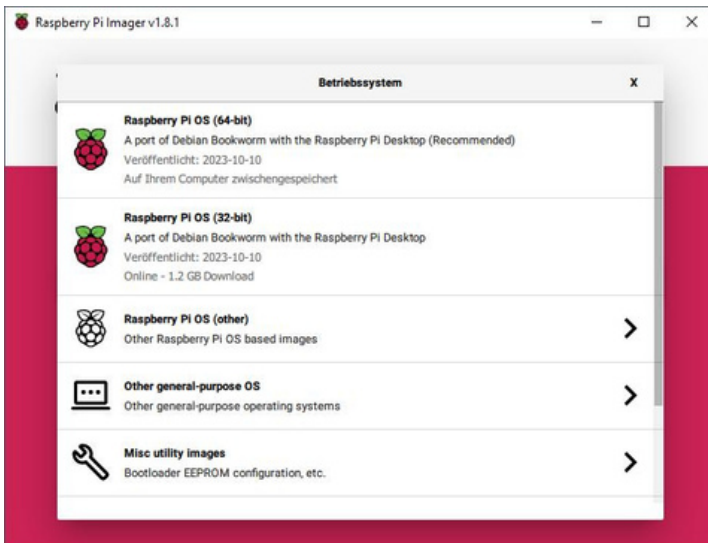 Raspberry Pi Imager v1.8.1
Betriebssystem
X
Raspberry Pi OS (64-bit)
A port of Debian Bookworm with the Raspberry Pi Desktop (Recommended)
Veröffentlicht: 2023-10-10
Auf Ihrem Computer zwischengespeichert
Raspberry Pi OS (32-bit)
A port of Debian Bookworm with the Raspberry Pi Desktop
Veröffentlicht: 2023-10-10
Online - 1.2 GB Download
Raspberry Pi OS (other)
Other Raspberry Pi OS based images
Other general-purpose OS
Other general-purpose operating systems
Misc utility images
Bootloader EEPROM configuration, etc.